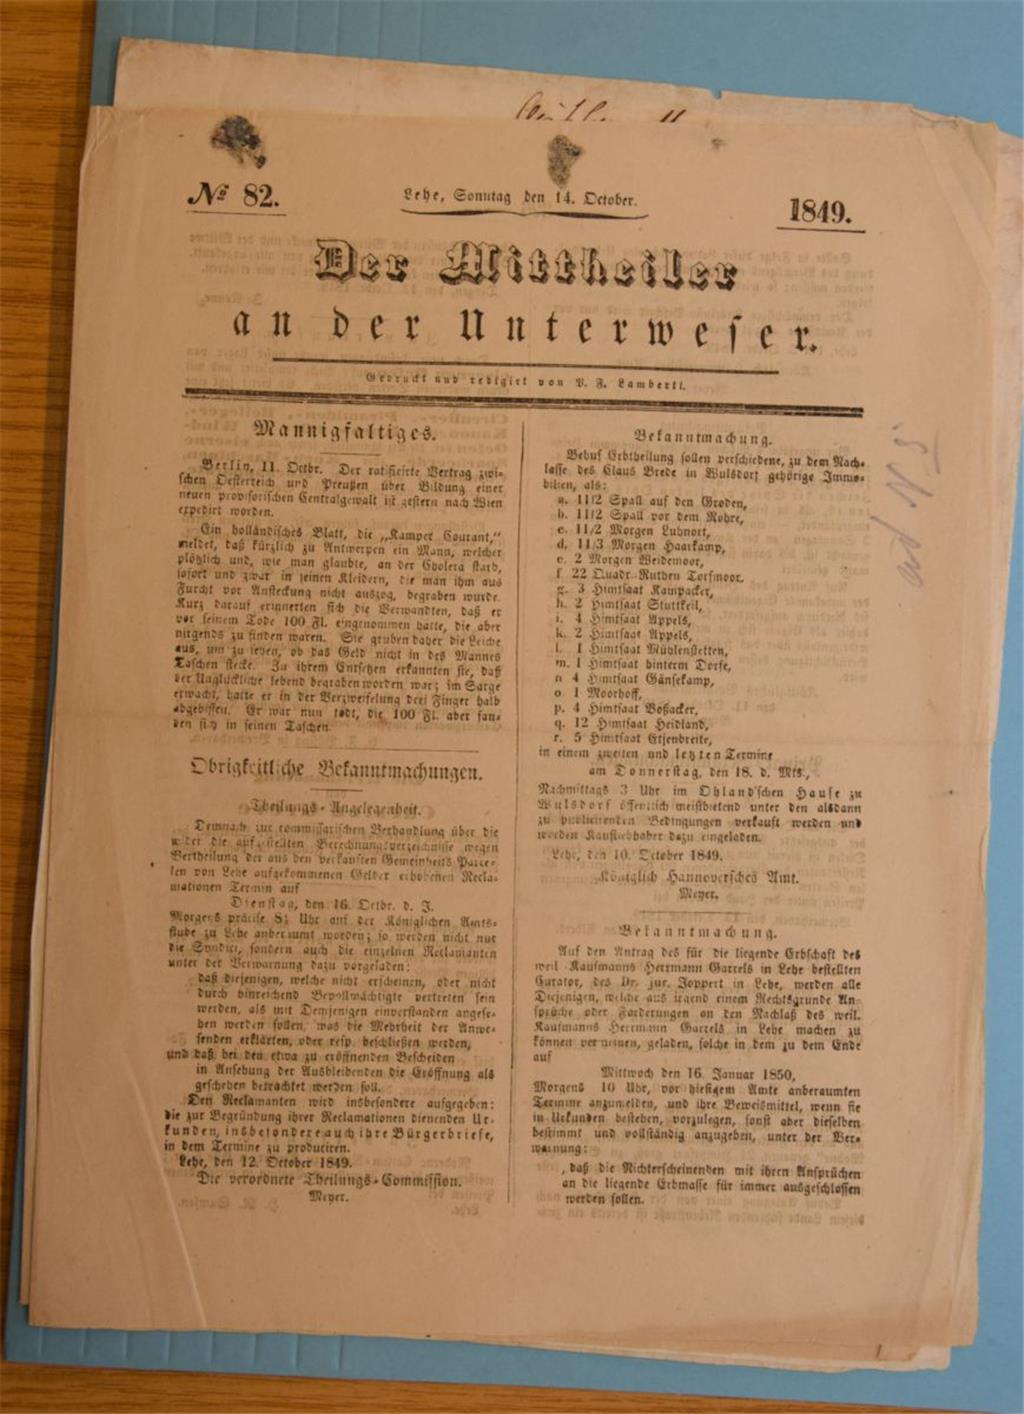 No 82.
Lehe, Sonntag den 14. October.
1849.
Der Mittheiler
an der Unterweser.
Gedruckt und redigirt von V. F. Lamberti.
Mannigfaltiges.
Berlin, 11. Octbr. Der ratificirte Vertrag zwi-
schen Oesterreich und Preußen über Bildung einer
neuen provisorischen Centralgewalt ist gestern nach Wien
expedirt worden.
Ein holländisches Blatt, die „Kamper Courant,"
meldet, daß kürzlich zu Antwerpen ein Mann, welcher
plötzlich und, wie man glaubte, an der Cholera starb,
sofort und zwar in seinen Kleidern, die man ihm aus
Furcht vor Ansteckung nicht auszog, begraben wurde.
Kurz darauf erinnerten sich die Verwandten, daß er
vor seinem Tode 100 Fl. eingenommen hatte, die aber
nirgends zu finden waren. Sie gruben daher die Leiche
aus, um zu sehen, ob das Geld nicht in des Mannes
Taschen stecke. Zu ihrem Entsetzen erkannten sie, daß
der Unglückliche lebend begraben worden war; im Sarge
erwacht, hatte er in der Verzweifelung drei Finger halb
abgebissen. Er war nun todt, die 100 Fl. aber fan-
den sich in seinen Taschen.
Obrigkeitliche Bekanntmachungen.
Theilungs-Angelegenheit.
Demnach zur commissarischen Verhandlung über die
wider die aufgestellten Berechnungsverzeichnisse wegen
Vertheilung der aus den verkauften Gemeinheits Parce-
len von Lehe aufgekommenen Gelder erhobenen Recla-
mationen Termin auf
Dienstag, den 16. Octbr. d. J.
Morgens präcise 8½ Uhr auf der Königlichen Amts-
stube zu Lehe anberaumt worden; so werden nicht nur
die Syndici, sondern auch die einzelnen Reclamanten
unter der Verwarnung dazu vorgeladen:
daß diejenigen, welche nicht erscheinen, oder nicht
durch hinreichend Bevollmächtigte vertreten sein
werden, als mit Demjenigen einverstanden angese-
hen werden sollen, was die Mehrheit der Anwe-
senden erklärten, oder resp. beschließen werden,
und daß bei den etwa zu eröffnenden Bescheiden
in Ansehung der Ausbleibenden die Eröffnung als
geschehen betrachtet werden soll.
Den Reclamanten wird insbesondere aufgegeben:
die zur Begründung ihrer Reclamationen dienenden Ur-
kunden, insbesondere auch ihre Bürgerbriefe,
in dem Termine zu produciren.
Lehe, den 12. October 1849.
Die verordnete Theilungs-Commission.
Meyer.
Bekanntmachung.
Behuf Erbtheilung sollen verschiedene, zu dem Nach-
lasse des Claus Brede in Wulsdorf gehörige Immo-
bilien, als:
a. 11/2 Spall auf den Groden,
b. 11/2 Spall vor dem Rohre,
c. 11/2 Morgen Luhnort,
d. 11/3 Morgen Haarkamp,
e. 2 Morgen Weidemoor,
f 22 Quadr.-Ruthen Torfmoor,
g. 3 Himtsaat Kampacker,
h. 2 Himtsaat Stuttkeil,
i. 4 Himtsaat Appels,
k. 2 Himtsaat Appels,
l. 1 Himtsaat Mühlenstetten,
m. 1 Himtsaat hinterm Dorfe,
n 4 Himtsaat Gänsekamp,
o 1 Moorhoff,
p. 4 Himtsaat Voßacker,
q. 12 Himtsaat Heidland,
r. 5 Himtsaat Etjenbreite,
in einem zweiten und letzten Termine
am Donnerstag, den 18. d. Mts.,
Nachmittags 3 Uhr im Ohland'schen Hause zu
Wulsdorf öffentlich meistbietend unter den alsdann
zu publicirenden Bedingungen verkauft werden und
werden Kaufliebhaber dazu eingeladen.
Lehe, den 10. October 1849.
Königlich Hannoversches Amt.
Meyer.
Bekanntmachung.
Auf den Antrag des für die liegende Erbschaft des
weil. Kaufmanns Herrmann Garrels in Lehe bestellten
Curator, des Dr. jur. Joppert in Lehe, werden alle
Diejenigen, welche aus irgend einem Rechtsgrunde An-
sprüche oder Forderungen an den Nachlaß des weil.
Kaufmanns Herrmann Garrels in Lehe machen zu
können vermeinen, geladen, solche in dem zu dem Ende
auf
Mittwoch den 16. Januar 1850,
Morgens 10 Uhr, vor hiesigem Amte anberaumten
Termine anzumelden, und ihre Beweismittel, wenn sie
in Urkunden bestehen, vorzulegen, sonst aber dieselben
bestimmt und vollständig anzugeben, unter der Ver-
warnung:
daß die Nichterscheinenden mit ihren Ansprüchen
an die liegende Erbmasse für immer ausgeschlossen
werden sollen.
ad N 5